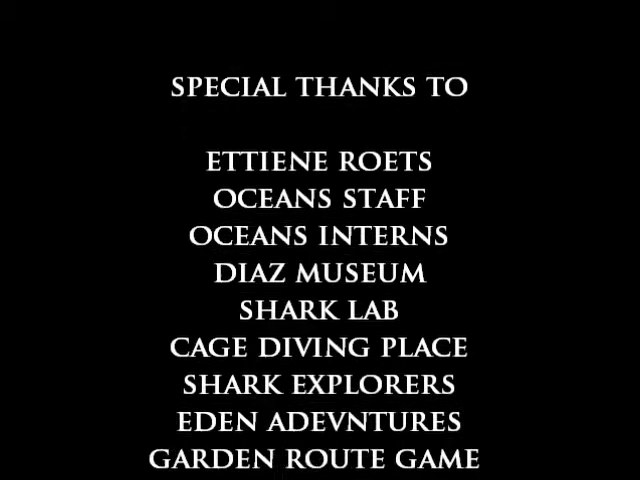 SPECIAL THANKS TO
ETTIENE ROETS
OCEANS STAFF
OCEANS INTERNS
DIAZ MUSEUM
SHARK LAB
CAGE DIVING PLACE
SHARK EXPLORERS
EDEN ADEVNTURES
GARDEN ROUTE GAME